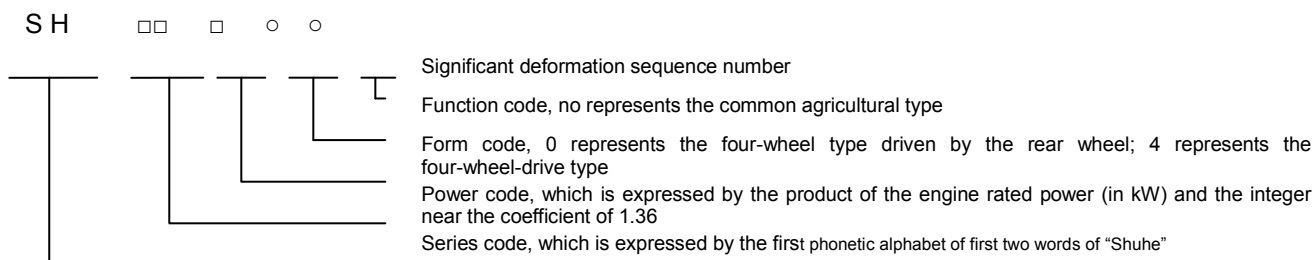 SH □□ □ ○ ○
Significant deformation sequence number
Function code, no represents the common agricultural type
Form code, 0 represents the four-wheel type driven by the rear wheel; 4 represents the
four-wheel-drive type
Power code, which is expressed by the product of the engine rated power (in kW) and the integer
near the coefficient of 1.36
Series code, which is expressed by the first phonetic alphabet of first two words of “Shuhe”